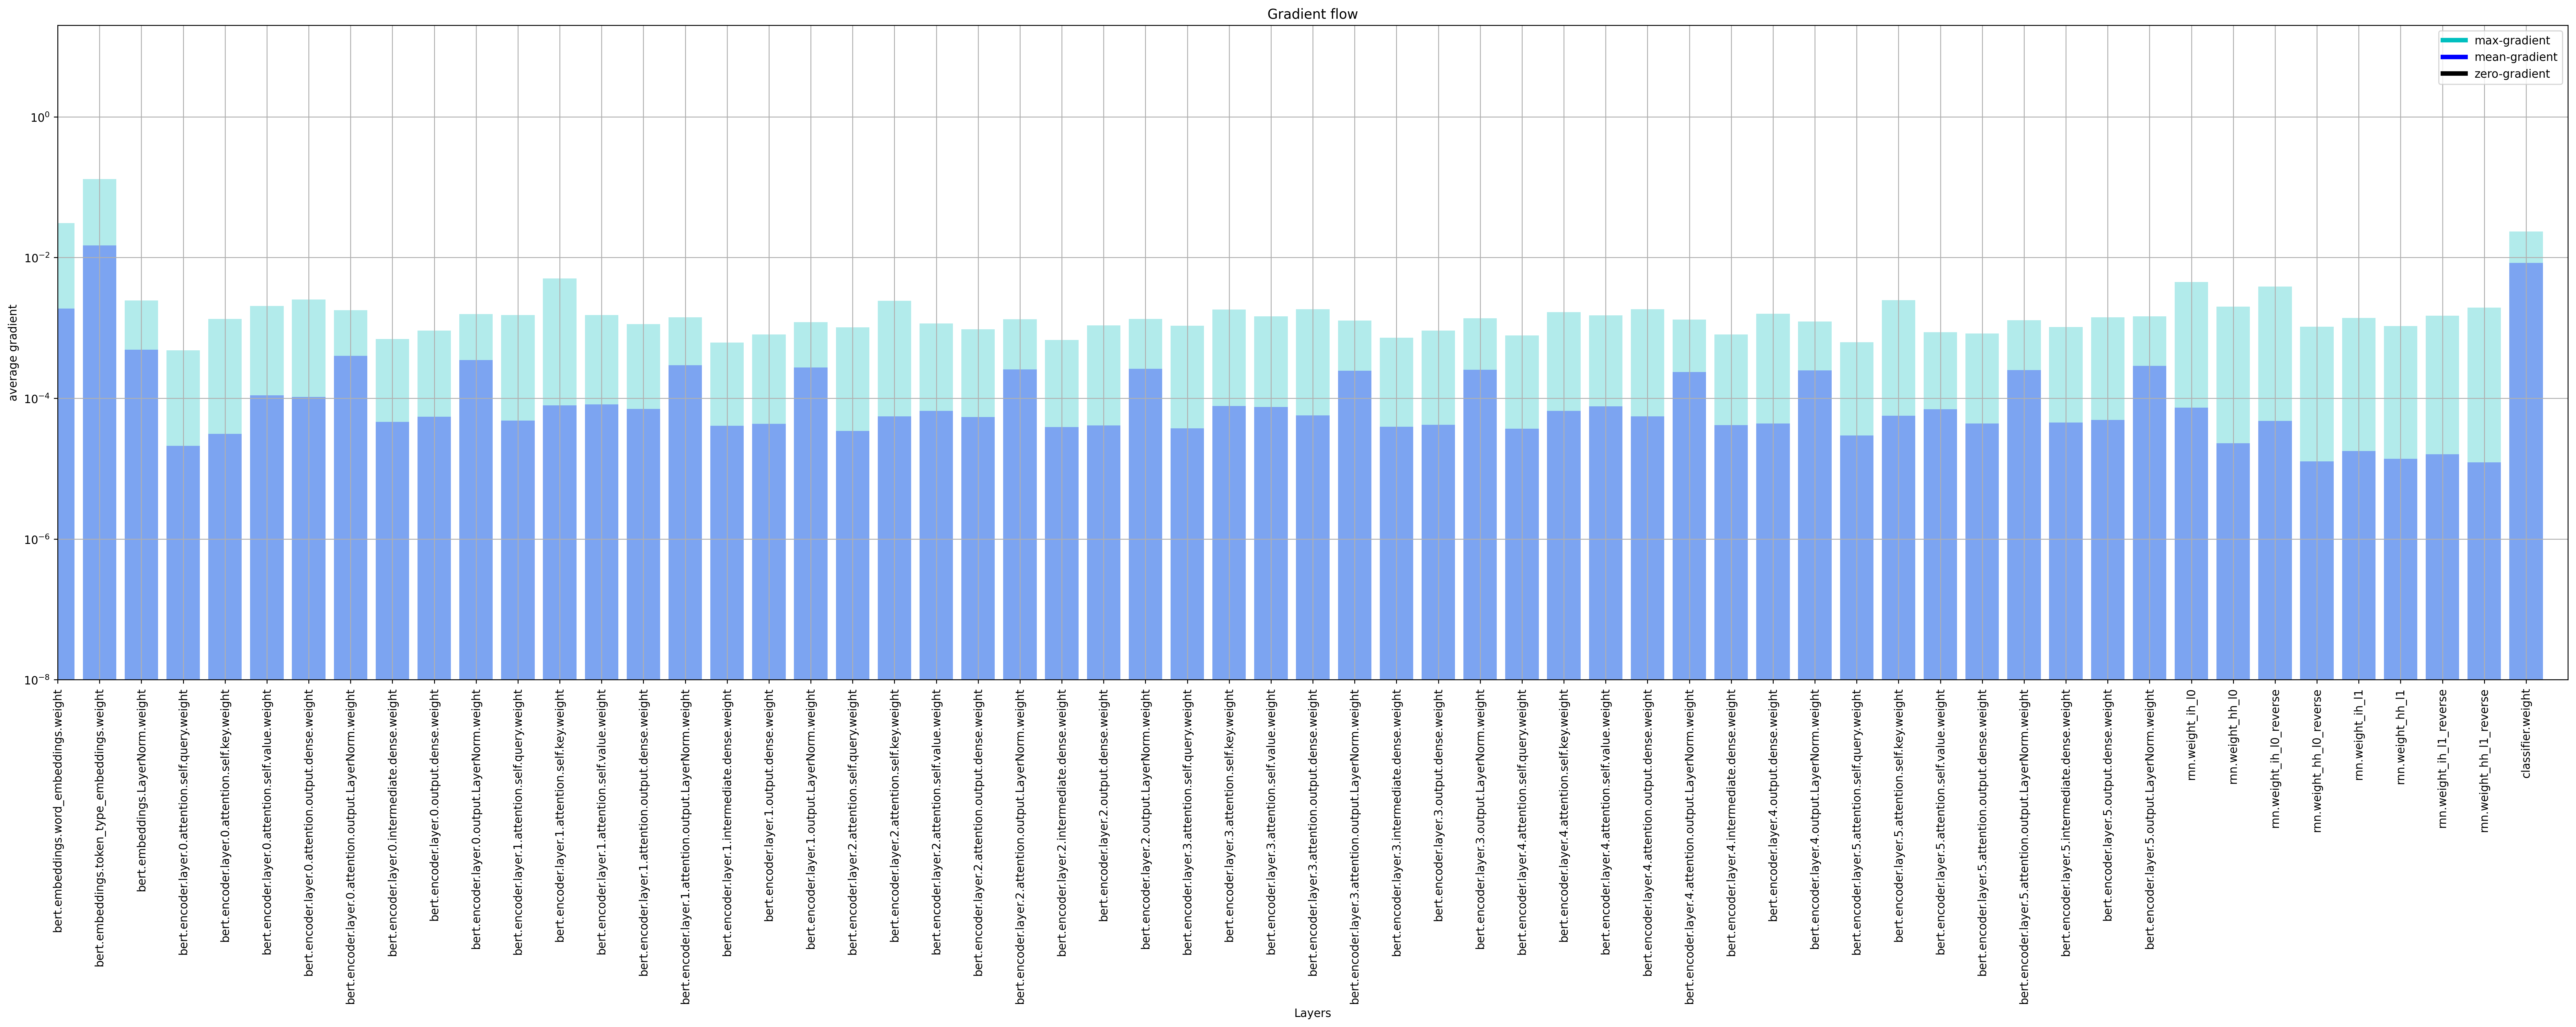 Gradient flow
max-gradient
mean-gradient
zero-gradient
average gradient
10^0
10^-2
10^-4
10^-6
10^-8
bert.embeddings.word_embeddings.weight
bert.embeddings.token_type_embeddings.weight
bert.embeddings.LayerNorm.weight
bert.encoder.layer.0.attention.self.query.weight
bert.encoder.layer.0.attention.self.key.weight
bert.encoder.layer.0.attention.self.value.weight
bert.encoder.layer.0.attention.output.dense.weight
bert.encoder.layer.0.attention.output.LayerNorm.weight
bert.encoder.layer.0.intermediate.dense.weight
bert.encoder.layer.0.output.dense.weight
bert.encoder.layer.0.output.LayerNorm.weight
bert.encoder.layer.1.attention.self.query.weight
bert.encoder.layer.1.attention.self.key.weight
bert.encoder.layer.1.attention.self.value.weight
bert.encoder.layer.1.attention.output.dense.weight
bert.encoder.layer.1.attention.output.LayerNorm.weight
bert.encoder.layer.1.intermediate.dense.weight
bert.encoder.layer.1.output.dense.weight
bert.encoder.layer.1.output.LayerNorm.weight
bert.encoder.layer.2.attention.self.query.weight
bert.encoder.layer.2.attention.self.key.weight
bert.encoder.layer.2.attention.self.value.weight
bert.encoder.layer.2.attention.output.dense.weight
bert.encoder.layer.2.attention.output.LayerNorm.weight
bert.encoder.layer.2.intermediate.dense.weight
bert.encoder.layer.2.output.dense.weight
bert.encoder.layer.2.output.LayerNorm.weight
bert.encoder.layer.3.attention.self.query.weight
bert.encoder.layer.3.attention.self.key.weight
bert.encoder.layer.3.attention.self.value.weight
bert.encoder.layer.3.attention.output.dense.weight
bert.encoder.layer.3.attention.output.LayerNorm.weight
bert.encoder.layer.3.intermediate.dense.weight
bert.encoder.layer.3.output.dense.weight
bert.encoder.layer.3.output.LayerNorm.weight
bert.encoder.layer.4.attention.self.query.weight
bert.encoder.layer.4.attention.self.key.weight
bert.encoder.layer.4.attention.self.value.weight
bert.encoder.layer.4.attention.output.dense.weight
bert.encoder.layer.4.attention.output.LayerNorm.weight
bert.encoder.layer.4.intermediate.dense.weight
bert.encoder.layer.4.output.dense.weight
bert.encoder.layer.4.output.LayerNorm.weight
bert.encoder.layer.5.attention.self.query.weight
bert.encoder.layer.5.attention.self.key.weight
bert.encoder.layer.5.attention.self.value.weight
bert.encoder.layer.5.attention.output.dense.weight
bert.encoder.layer.5.attention.output.LayerNorm.weight
bert.encoder.layer.5.intermediate.dense.weight
bert.encoder.layer.5.output.dense.weight
bert.encoder.layer.5.output.LayerNorm.weight
rnn.weight_ih_l0
rnn.weight_hh_l0
rnn.weight_ih_l0_reverse
rnn.weight_hh_l0_reverse
rnn.weight_ih_l1
rnn.weight_hh_l1
rnn.weight_ih_l1_reverse
rnn.weight_hh_l1_reverse
classifier.weight
Layers